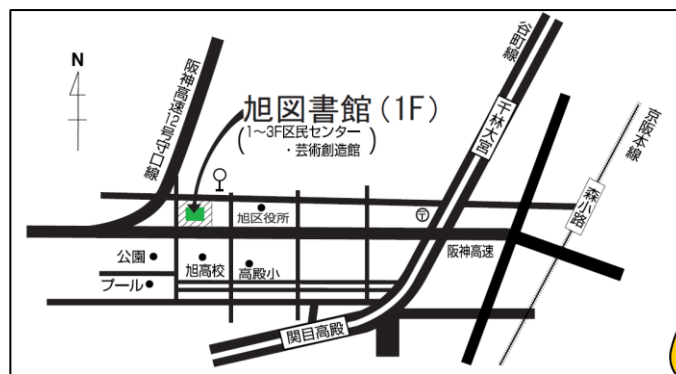 N
阪神高速12号守口線
旭図書館(1F)
(1~3F区民センター
・芸術創造館)
谷町線
千林大宮
京阪本線
森小路
旭区役所
〒
阪神高速
公園
旭高校
高殿小
プール
関目高殿